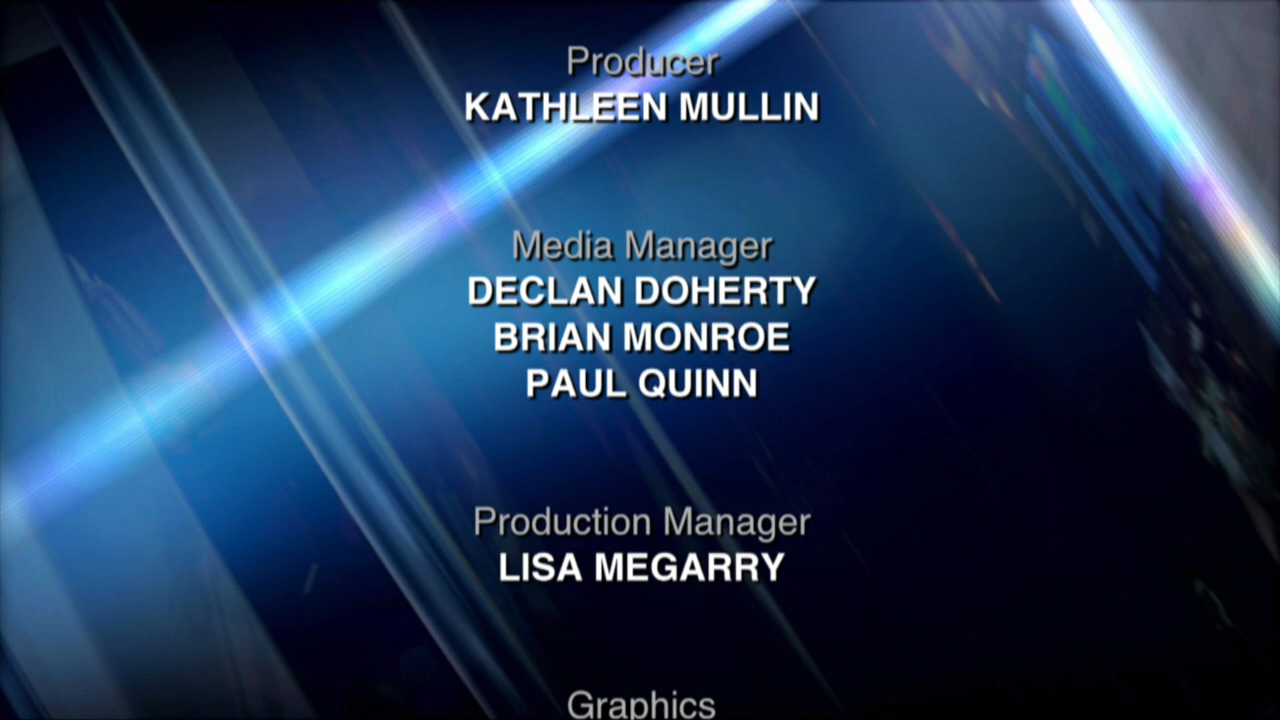 Producer
KATHLEEN MULLIN
Media Manager
DECLAN DOHERTY
BRIAN MONROE
PAUL QUINN
Production Manager
LISA MEGARRY
Graphics